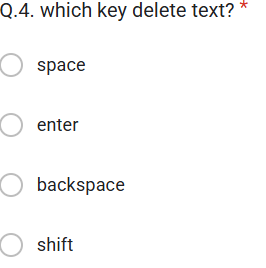 Q.4. which key delete text? *
space
enter
backspace
shift